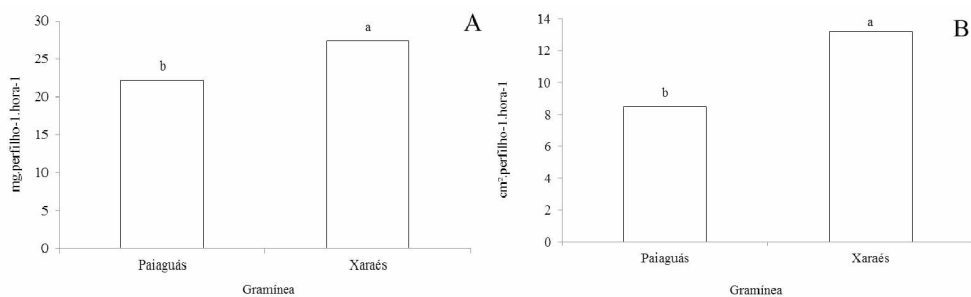 A
30
25
20
15
10
5
0
mg.perfilho-1.hora-1
b
a
Paiaguás
Xaraés
Gramínea
B
14
12
10
8
6
4
2
0
cm².perfilho-1.hora-1
b
a
Paiaguás
Xaraés
Gramínea